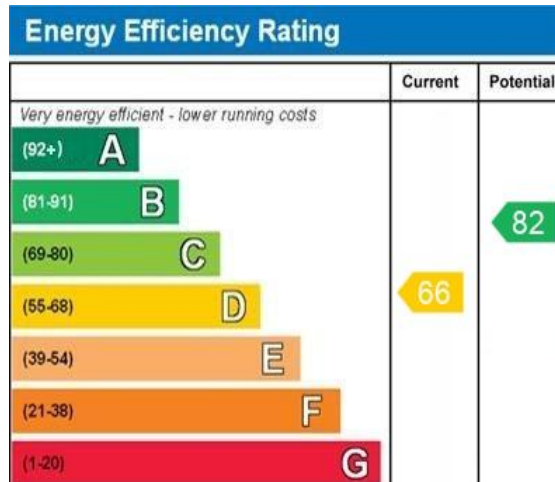 Energy Efficiency Rating
Current Potential
Very energy efficient - lower running costs
(92+) A
(81-91) B
82
(69-80) C
(55-68) D
66
(39-54) E
(21-38) F
(1-20) G